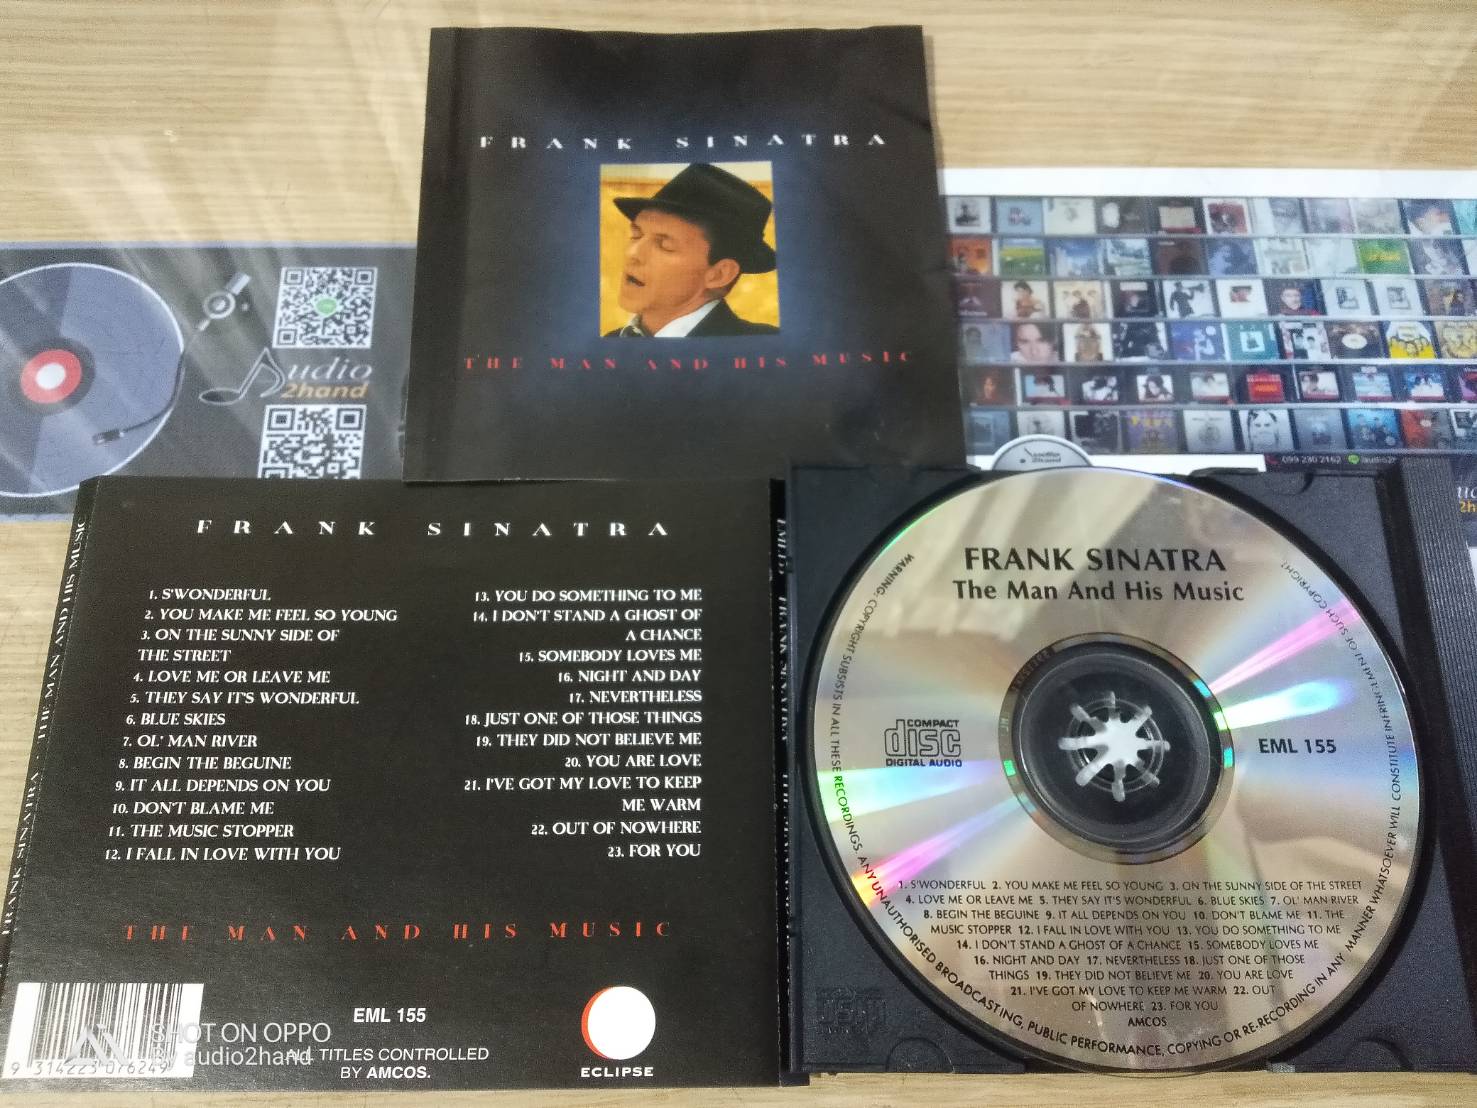 FRANK SINATRA
THE MAN AND HIS MUSIC
udio
2hand
udio
2hand
099 230 2162
FRANK SINATRA
1. S'WONDERFUL
2. YOU MAKE ME FEEL SO YOUNG
3. ON THE SUNNY SIDE OF
THE STREET
4. LOVE ME OR LEAVE ME
5. THEY SAY IT'S WONDERFUL
6. BLUE SKIES
7. OL' MAN RIVER
8. BEGIN THE BEGUINE
9. IT ALL DEPENDS ON YOU
10. DON'T BLAME ME
11. THE MUSIC STOPPER
12. I FALL IN LOVE WITH YOU
13. YOU DO SOMETHING TO ME
14. I DON'T STAND A GHOST OF
A CHANCE
15. SOMEBODY LOVES ME
16. NIGHT AND DAY
17. NEVERTHELESS
18. JUST ONE OF THOSE THINGS
19. THEY DID NOT BELIEVE ME
20. YOU ARE LOVE
21. I'VE GOT MY LOVE TO KEEP
ME WARM
22. OUT OF NOWHERE
23. FOR YOU
THE MAN AND HIS MUSIC
EML 155
ALL TITLES CONTROLLED
BY AMCOS.
ECLIPSE
9 314223 076249
SHOT ON OPPO
By audio2hand
FRANK SINATRA - THE MAN AND HIS MUSIC
FRANK SINATRA
The Man And His Music
COMPACT
disc
DIGITAL AUDIO
EML 155
1. S'WONDERFUL 2. YOU MAKE ME FEEL SO YOUNG 3. ON THE SUNNY SIDE OF THE STREET
4. LOVE ME OR LEAVE ME 5. THEY SAY IT'S WONDERFUL 6. BLUE SKIES 7. OL' MAN RIVER
8. BEGIN THE BEGUINE 9. IT ALL DEPENDS ON YOU 10. DON'T BLAME ME 11. THE
MUSIC STOPPER 12. I FALL IN LOVE WITH YOU 13. YOU DO SOMETHING TO ME
14. I DON'T STAND A GHOST OF A CHANCE 15. SOMEBODY LOVES ME
16. NIGHT AND DAY 17. NEVERTHELESS 18. JUST ONE OF THOSE
THINGS 19. THEY DID NOT BELIEVE ME 20. YOU ARE LOVE
21. I'VE GOT MY LOVE TO KEEP ME WARM 22. OUT
OF NOWHERE 23. FOR YOU
AMCOS
WARNING: COPYRIGHT SUBSISTS IN ALL THESE RECORDINGS. ANY UNAUTHORISED BROADCASTING, PUBLIC PERFORMANCE, COPYING OR RE-RECORDING IN ANY MANNER WHATSOEVER WILL CONSTITUTE INFRINGEMENT OF SUCH COPYRIGHT.